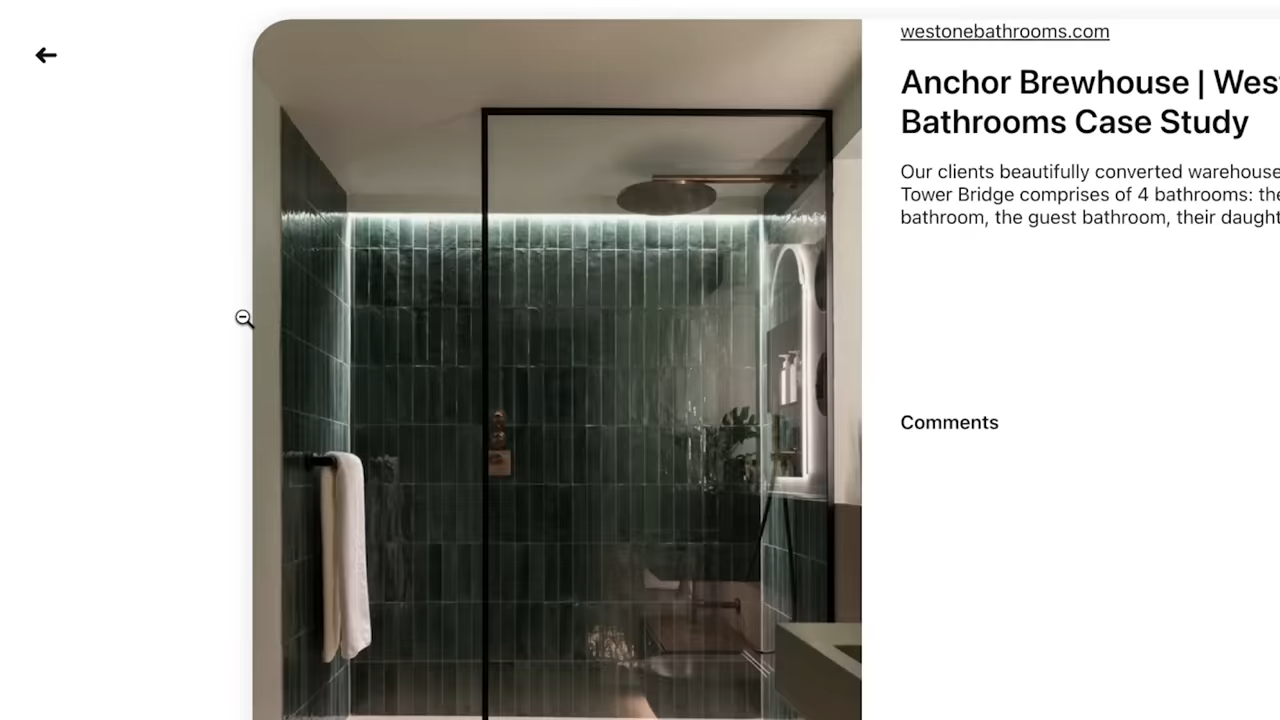 westonebathrooms.com
Anchor Brewhouse | Wes
Bathrooms Case Study
Our clients beautifully converted warehouse
Tower Bridge comprises of 4 bathrooms: the
bathroom, the guest bathroom, their daught
Comments